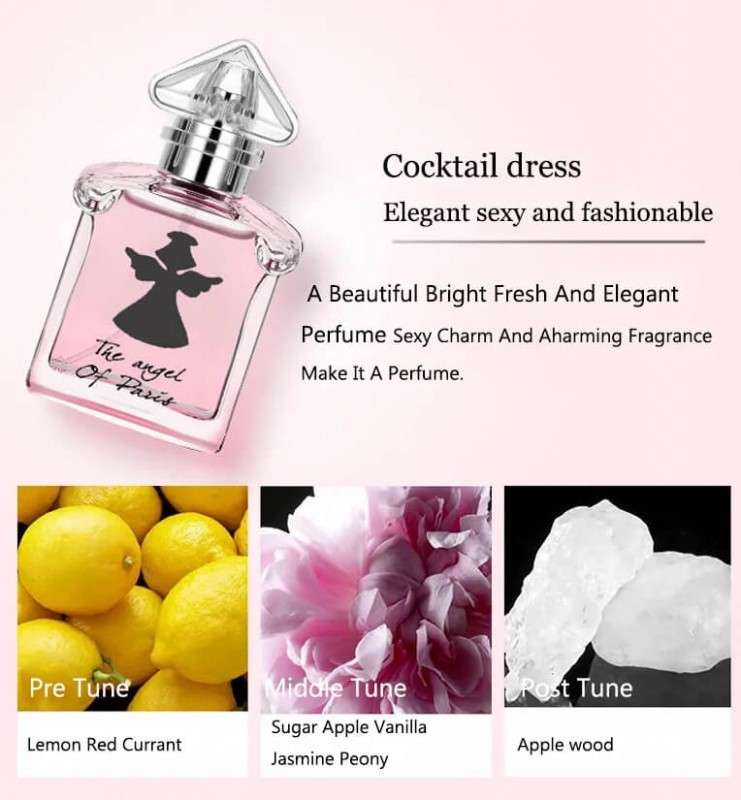 Cocktail dress
Elegant sexy and fashionable
A Beautiful Bright Fresh And Elegant
Perfume Sexy Charm And Aharming Fragrance
Make It A Perfume.
The angel
Of Paris
Pre Tune
Lemon Red Currant
Middle Tune
Sugar Apple Vanilla
Jasmine Peony
Post Tune
Apple wood